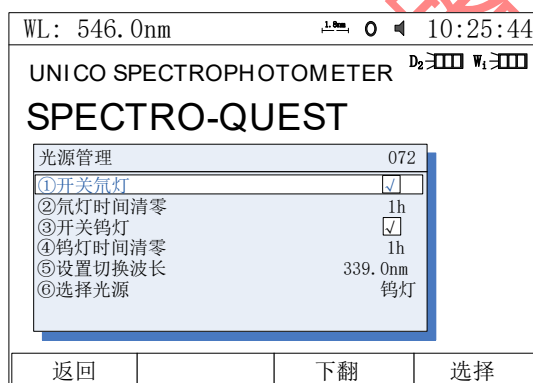 WL: 546.0nm 1.8nm 0 10:25:44
UNICO SPECTROPHOTOMETER D₂ W₁
SPECTRO-QUEST
光源管理 072
①开关氘灯 √
②氘灯时间清零 1h
③开关钨灯 √
④钨灯时间清零 1h
⑤设置切换波长 339.0nm
⑥选择光源 钨灯
返回 下翻 选择